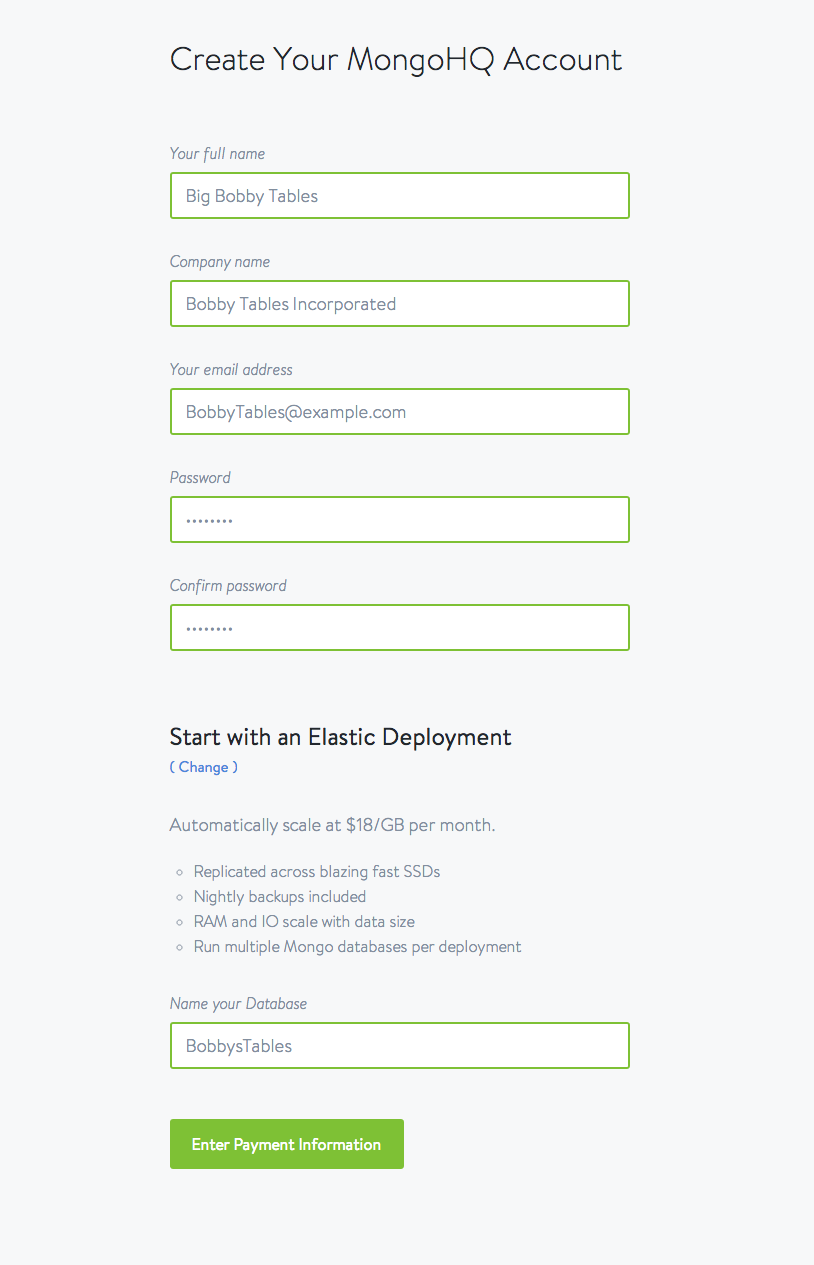 Create Your MongoHQ Account
Your full name
Big Bobby Tables
Company name
Bobby Tables Incorporated
Your email address
BobbyTables@example.com
Password
••••••••
Confirm password
••••••••
Start with an Elastic Deployment
( Change )
Automatically scale at $18/GB per month.
Replicated across blazing fast SSDs
Nightly backups included
RAM and IO scale with data size
Run multiple Mongo databases per deployment
Name your Database
BobbysTables
Enter Payment Information